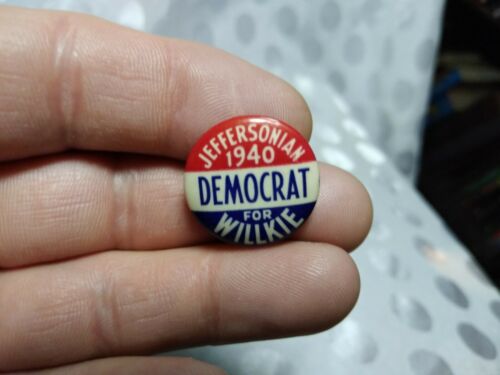 JEFFERSONIAN
1940
DEMOCRAT
FOR
WILLKIE